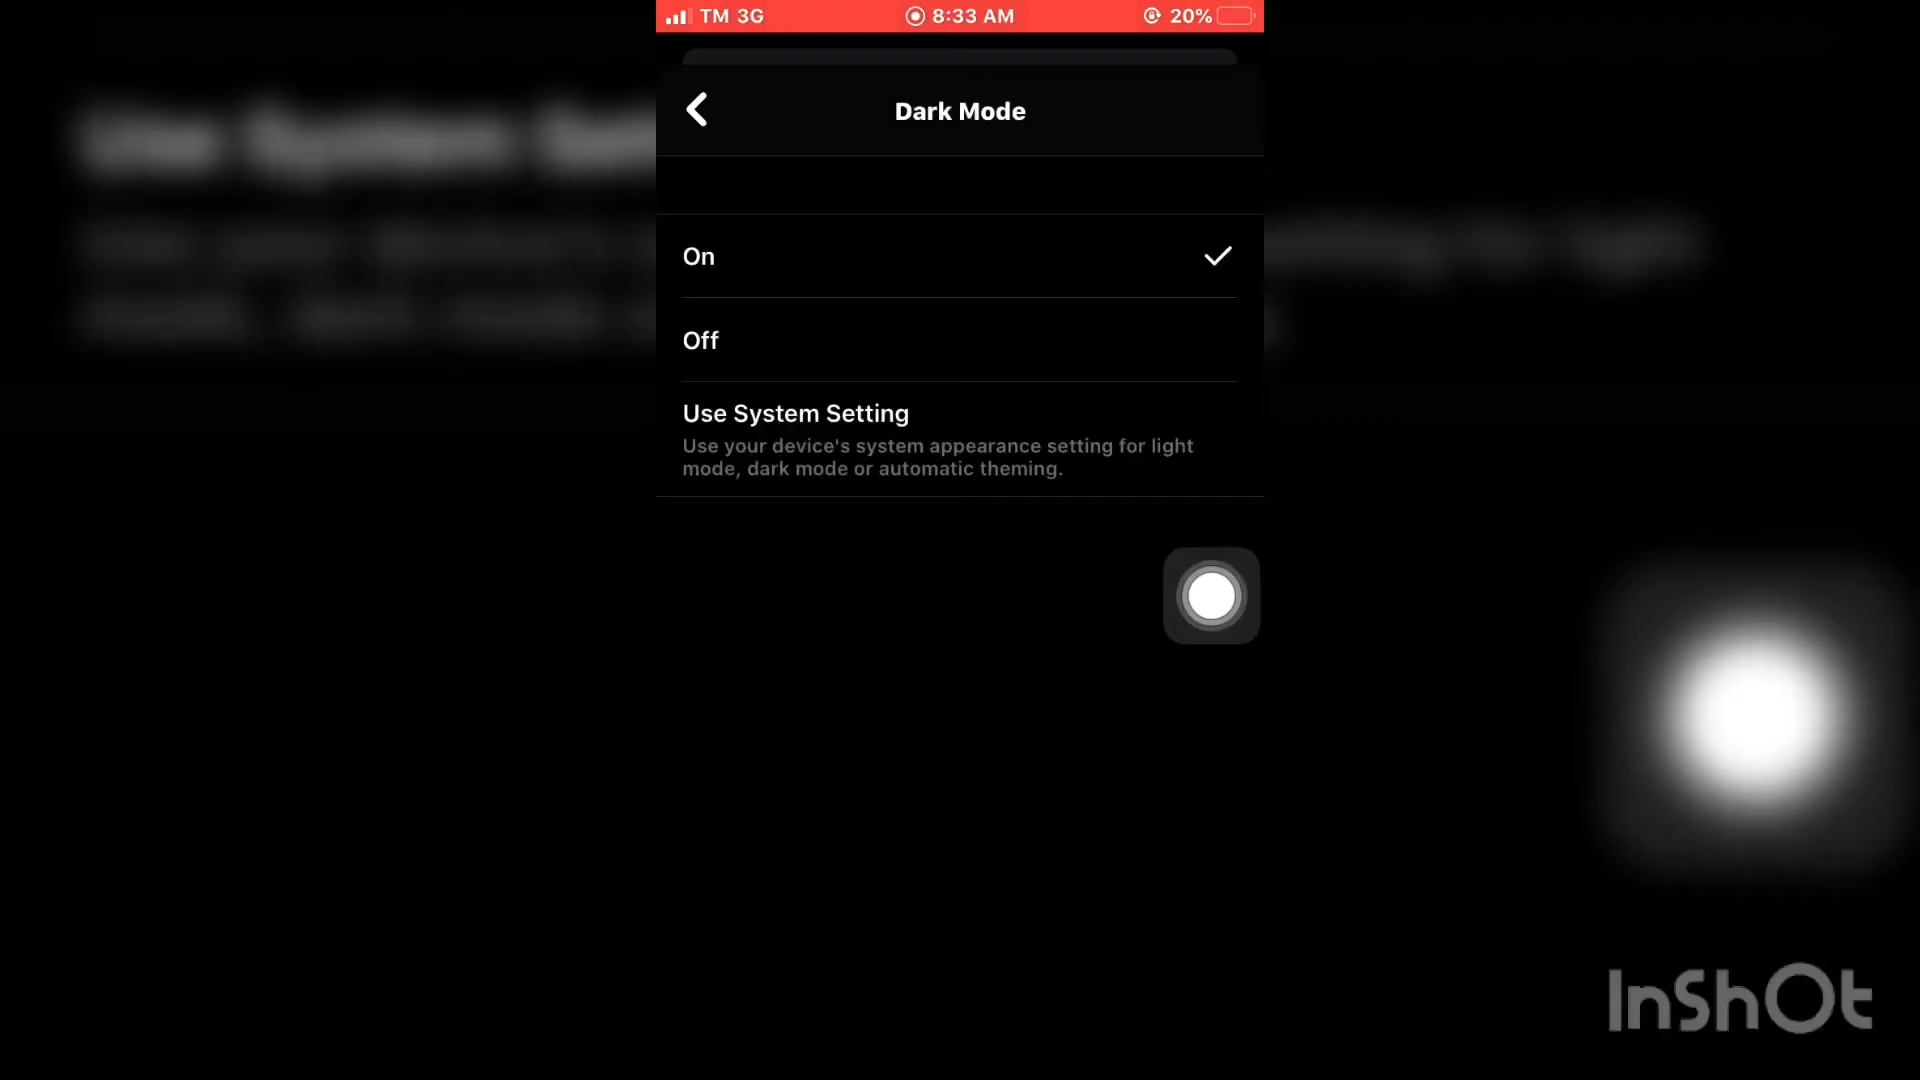 TM 3G 8:33 AM 20%
Dark Mode
On
Off
Use System Setting
Use your device's system appearance setting for light
mode, dark mode or automatic theming.
InShOt